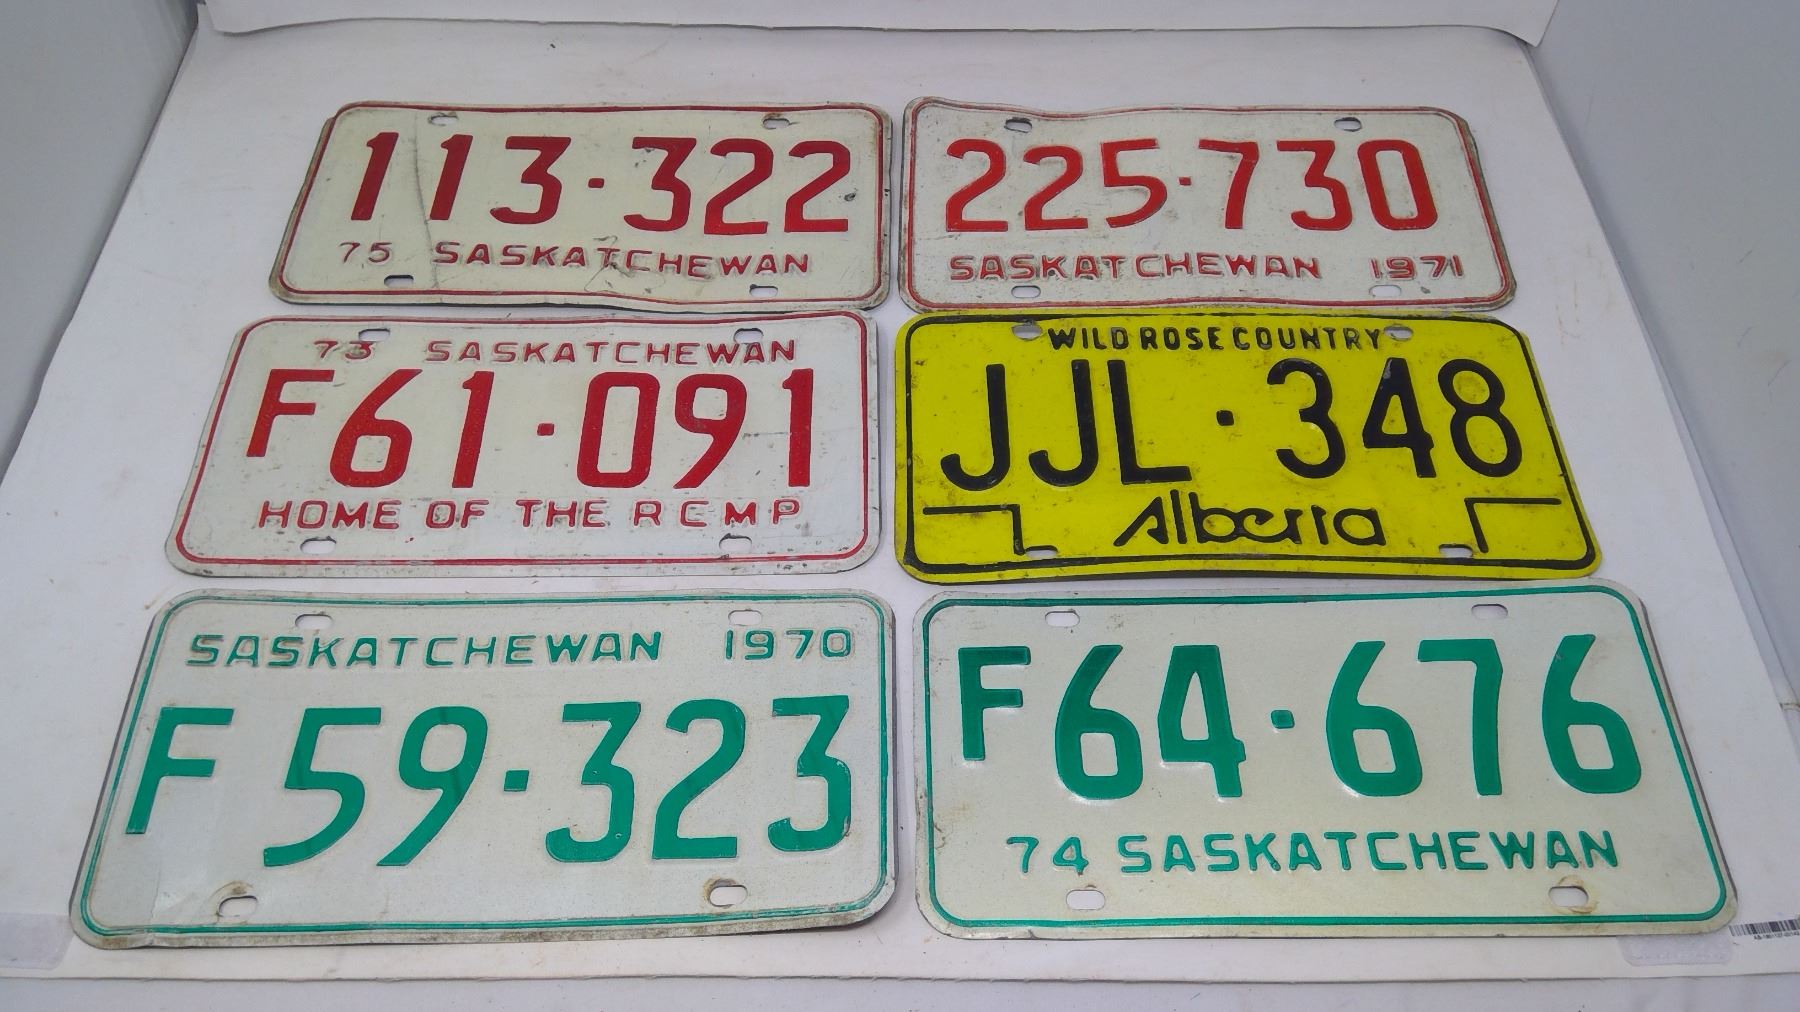 113·322
75 SASKATCHEWAN
225·730
SASKATCHEWAN 1971
73 SASKATCHEWAN
F61·091
HOME OF THE RCMP
WILD ROSE COUNTRY
JJL·348
Alberta
SASKATCHEWAN 1970
F59·323
F64·676
74 SASKATCHEWAN